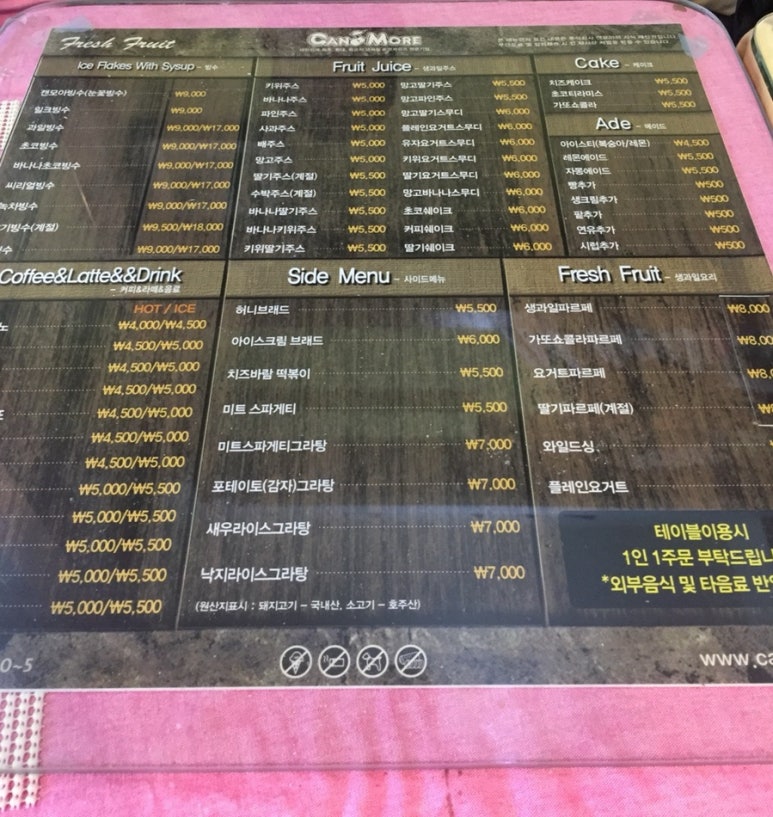 Fresh Fruit
CANMORE
Ice Flakes With Sysup - 빙수
캔모아빙수(눈꽃빙수) ₩9,000
밀크빙수 ₩9,000
과일빙수 ₩9,000/₩17,000
초코빙수 ₩9,000/₩17,000
바나나초코빙수 ₩9,000/₩17,000
씨리얼빙수 ₩9,000/₩17,000
녹차빙수 ₩9,000/₩17,000
기빙수(계절) ₩9,500/₩18,000
수 ₩9,000/₩17,000
Fruit Juice - 생과일주스
키위주스 ₩5,000 망고딸기주스 ₩5,500
바나나주스 ₩5,000 망고파인주스 ₩5,500
파인주스 ₩5,000 망고딸기스무디 ₩6,000
사과주스 ₩5,000 플레인요거트스무디 ₩6,000
배주스 ₩5,000 유자요거트스무디 ₩6,000
망고주스 ₩5,500 키위요거트스무디 ₩6,000
딸기주스(계절) ₩5,500 딸기요거트스무디 ₩6,000
수박주스(계절) ₩5,500 망고바나나스무디 ₩6,000
바나나딸기주스 ₩5,500 초코쉐이크 ₩6,000
바나나키위주스 ₩5,500 커피쉐이크 ₩6,000
키위딸기주스 ₩5,500 딸기쉐이크 ₩6,000
Cake - 케이크
치즈케이크 ₩5,500
초코티라미스 ₩5,500
가또쇼콜라 ₩5,500
Ade - 에이드
아이스티(복숭아/레몬) ₩4,500
레몬에이드 ₩5,500
자몽에이드 ₩5,500
빵추가 ₩500
생크림추가 ₩500
팥추가 ₩500
연유추가 ₩500
시럽추가 ₩500
Coffee&Latte&&Drink
- 커피&라떼&음료
HOT / ICE
노 ₩4,000/₩4,500
₩4,500/₩5,000
₩4,500/₩5,000
₩4,500/₩5,000
₩4,500/₩5,000
₩4,500/₩5,000
₩4,500/₩5,000
₩5,000/₩5,500
₩5,000/₩5,500
₩5,000/₩5,500
₩5,000/₩5,500
₩5,000/₩5,500
Side Menu - 사이드메뉴
허니브래드 ₩5,500
아이스크림 브래드 ₩6,000
치즈바람 떡볶이 ₩5,500
미트 스파게티 ₩5,500
미트스파게티그라탕 ₩7,000
포테이토(감자)그라탕 ₩7,000
새우라이스그라탕 ₩7,000
낙지라이스그라탕 ₩7,000
(원산지표시 : 돼지고기 - 국내산, 소고기 - 호주산)
Fresh Fruit - 생과일요리
생과일파르페 ₩8,000
가또쇼콜라파르페 ₩8,00
요거트파르페 ₩8,0
딸기파르페(계절)
와일드싱
플레인요거트
테이블이용시
1인 1주문 부탁드립니
*외부음식 및 타음료 반
0~5
www.ca